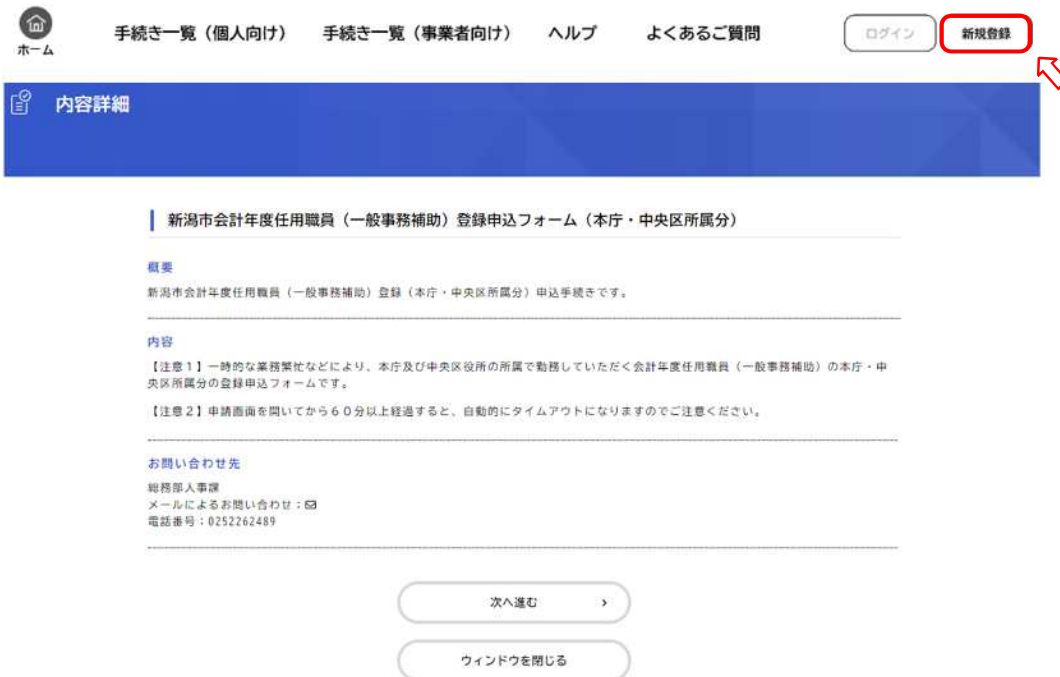 ホーム
手続き一覧（個人向け）
手続き一覧（事業者向け）
ヘルプ
よくあるご質問
ログイン
新規登録
内容詳細
新潟市会計年度任用職員（一般事務補助）登録申込フォーム（本庁・中央区所属分）
概要
新潟市会計年度任用職員（一般事務補助）登録（本庁・中央区所属分）申込手続きです。
内容
【注意１】一時的な業務繁忙などにより、本庁及び中央区役所の所属で勤務していただく会計年度任用職員（一般事務補助）の本庁・中
央区所属分の登録申込フォームです。
【注意２】申請画面を開いてから６０分以上経過すると、自動的にタイムアウトになりますのでご注意ください。
お問い合わせ先
総務部人事課
メールによるお問い合わせ：
電話番号：0252262489
次へ進む
ウィンドウを閉じる